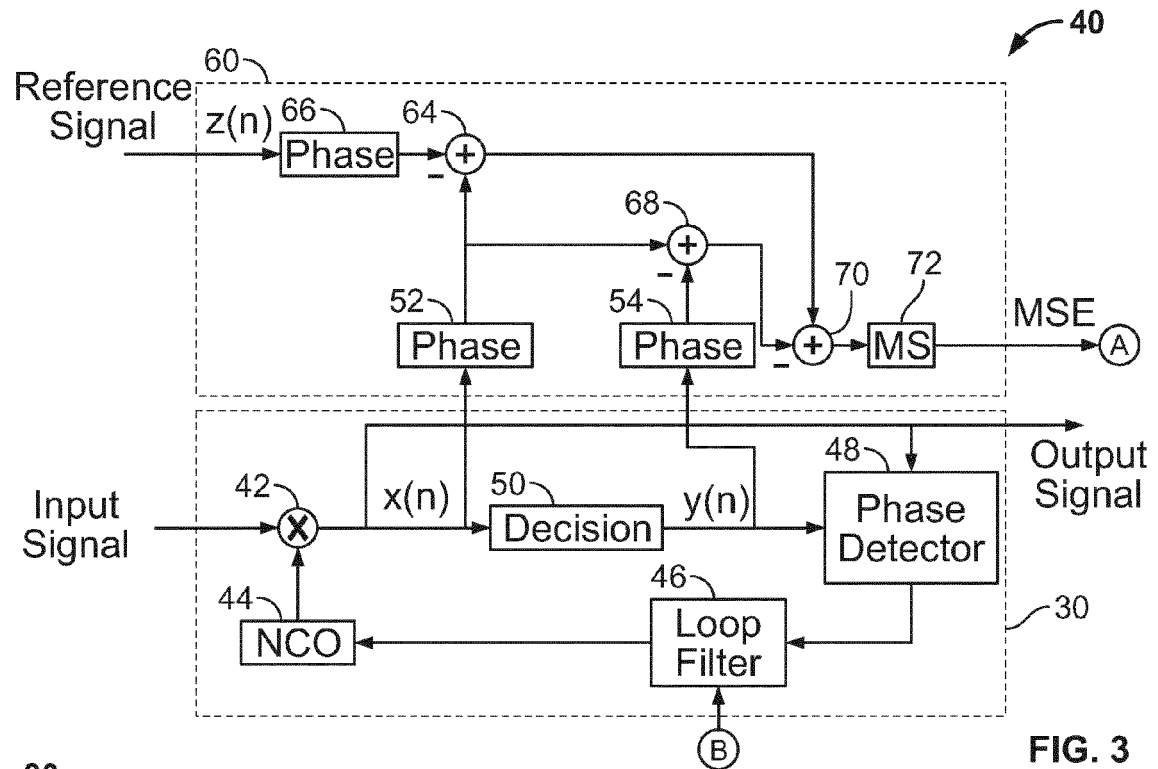 40
60
Reference
Signal
z(n)
66
Phase
64
+
–
68
+
–
52
Phase
54
Phase
70
+
–
72
MS
MSE
A
Input
Signal
42
X
x(n)
50
Decision
y(n)
48
Phase
Detector
Output
Signal
44
NCO
46
Loop
Filter
30
B
FIG. 3